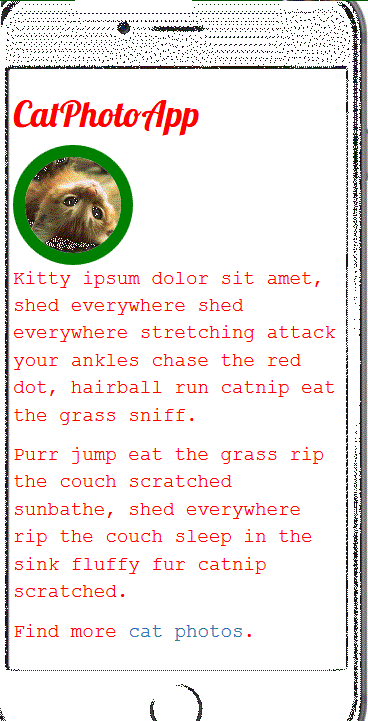 CatPhotoApp
Kitty ipsum dolor sit amet,
shed everywhere shed
everywhere stretching attack
your ankles chase the red
dot, hairball run catnip eat
the grass sniff.
Purr jump eat the grass rip
the couch scratched
sunbathe, shed everywhere
rip the couch sleep in the
sink fluffy fur catnip
scratched.
Find more cat photos.